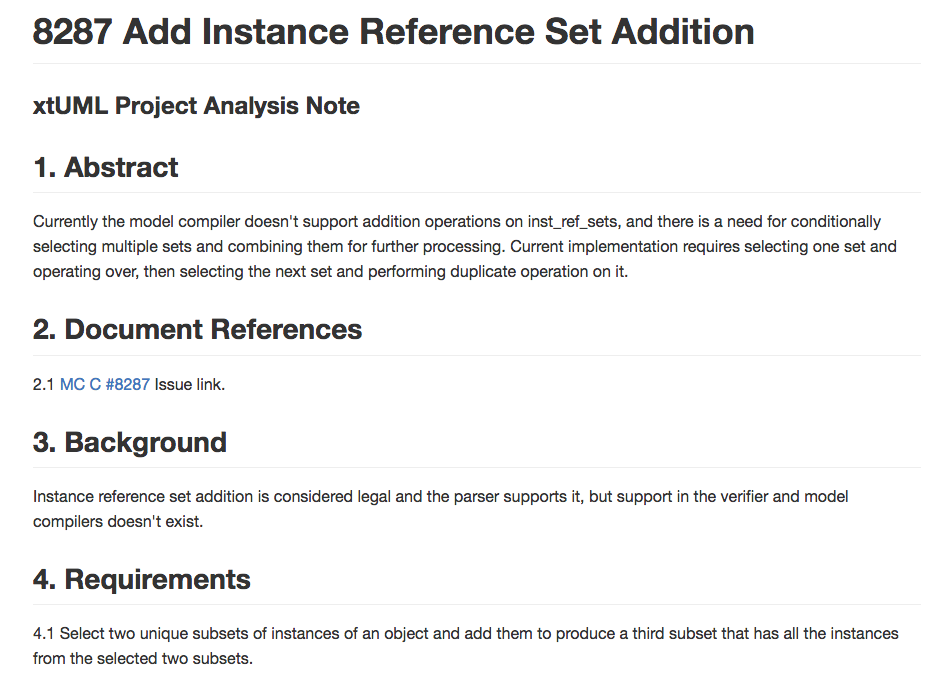 8287 Add Instance Reference Set Addition
xtUML Project Analysis Note
1. Abstract
Currently the model compiler doesn't support addition operations on inst_ref_sets, and there is a need for conditionally
selecting multiple sets and combining them for further processing. Current implementation requires selecting one set and
operating over, then selecting the next set and performing duplicate operation on it.
2. Document References
2.1 MC C #8287 Issue link.
3. Background
Instance reference set addition is considered legal and the parser supports it, but support in the verifier and model
compilers doesn't exist.
4. Requirements
4.1 Select two unique subsets of instances of an object and add them to produce a third subset that has all the instances
from the selected two subsets.